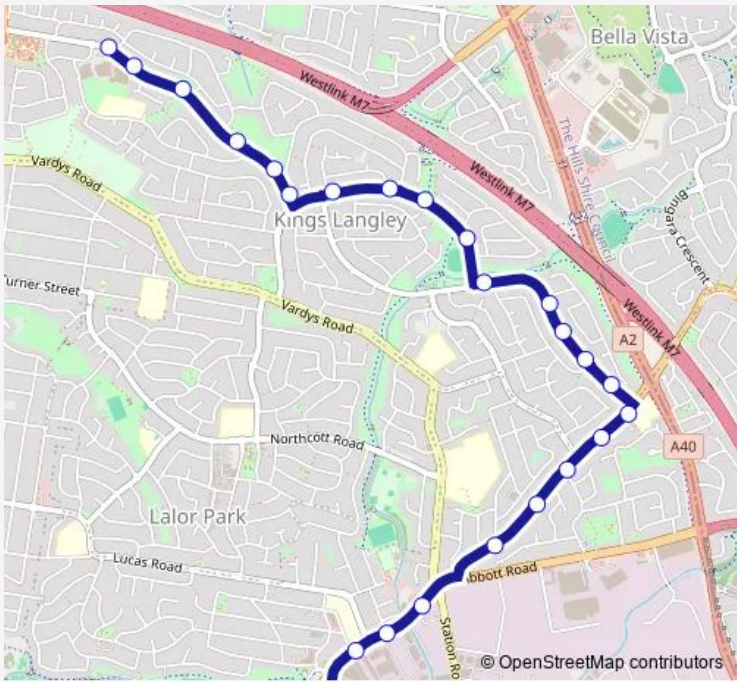 Bella Vista
Westlink M7
The Hills Shire Council
Vardys Road
Westlink M7
Bingara Crescent
Kings Langley
Turner Street
Vardys Road
Westlink M7
A2
Northcott Road
A40
Lalor Park
Lucas Road
Abbott Road
Station Ro
© OpenStreetMap contributors